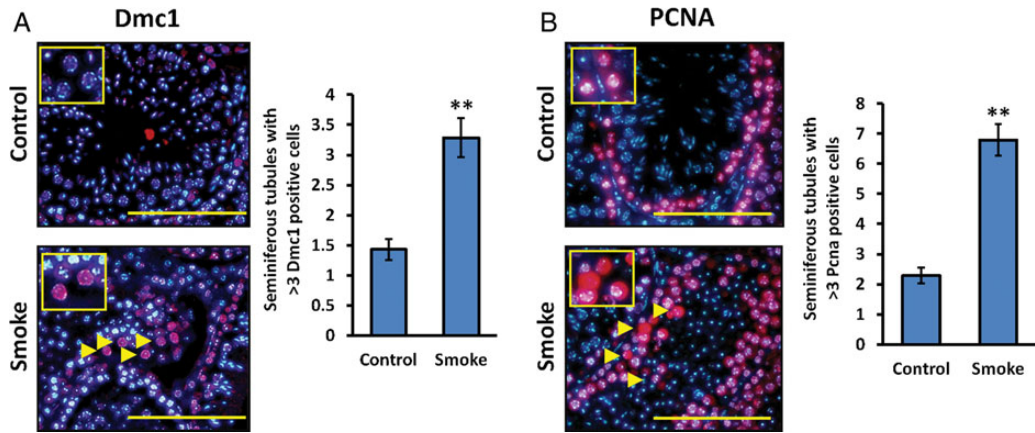 A
Dmc1
Control
Smoke
Seminiferous tubules with
>3 Dmc1 positive cells
4
3.5
3
2.5
2
1.5
1
0.5
0
**
Control
Smoke
B
PCNA
Control
Smoke
Seminiferous tubules with
>3 Pcna positive cells
8
7
6
5
4
3
2
1
0
**
Control
Smoke